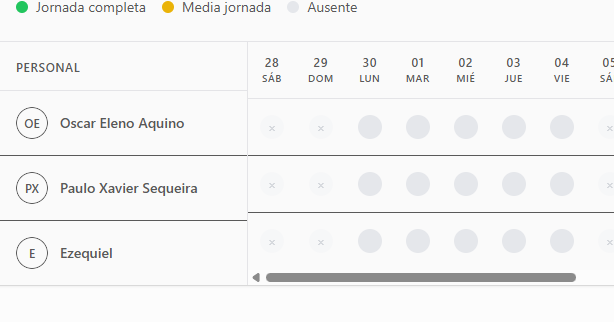 Jornada completa Media jornada Ausente
PERSONAL
28 29 30 01 02 03 04 05
SÁB DOM LUN MAR MIÉ JUE VIE SÁ
OE Oscar Eleno Aquino × × ×
PX Paulo Xavier Sequeira × × ×
E Ezequiel × × ×